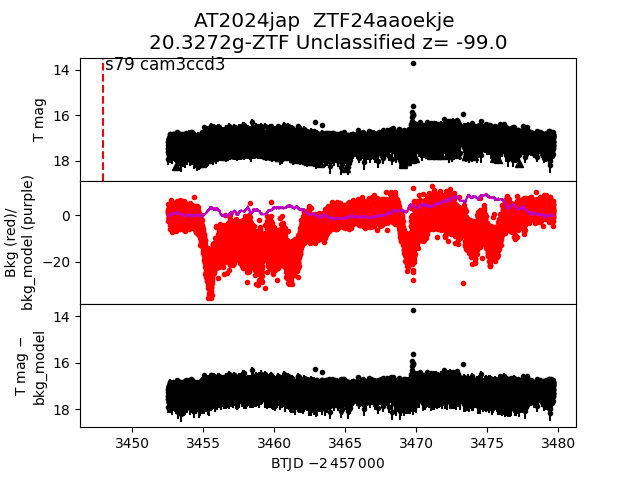 AT2024jap  ZTF24aaoekje
20.3272g-ZTF Unclassified z= -99.0
s79 cam3ccd3
14
16
18
T mag
0
−20
Bkg (red)/
bkg_model (purple)
14
16
18
T mag −
bkg_model
3450 3455 3460 3465 3470 3475 3480
BTJD −2 457 000